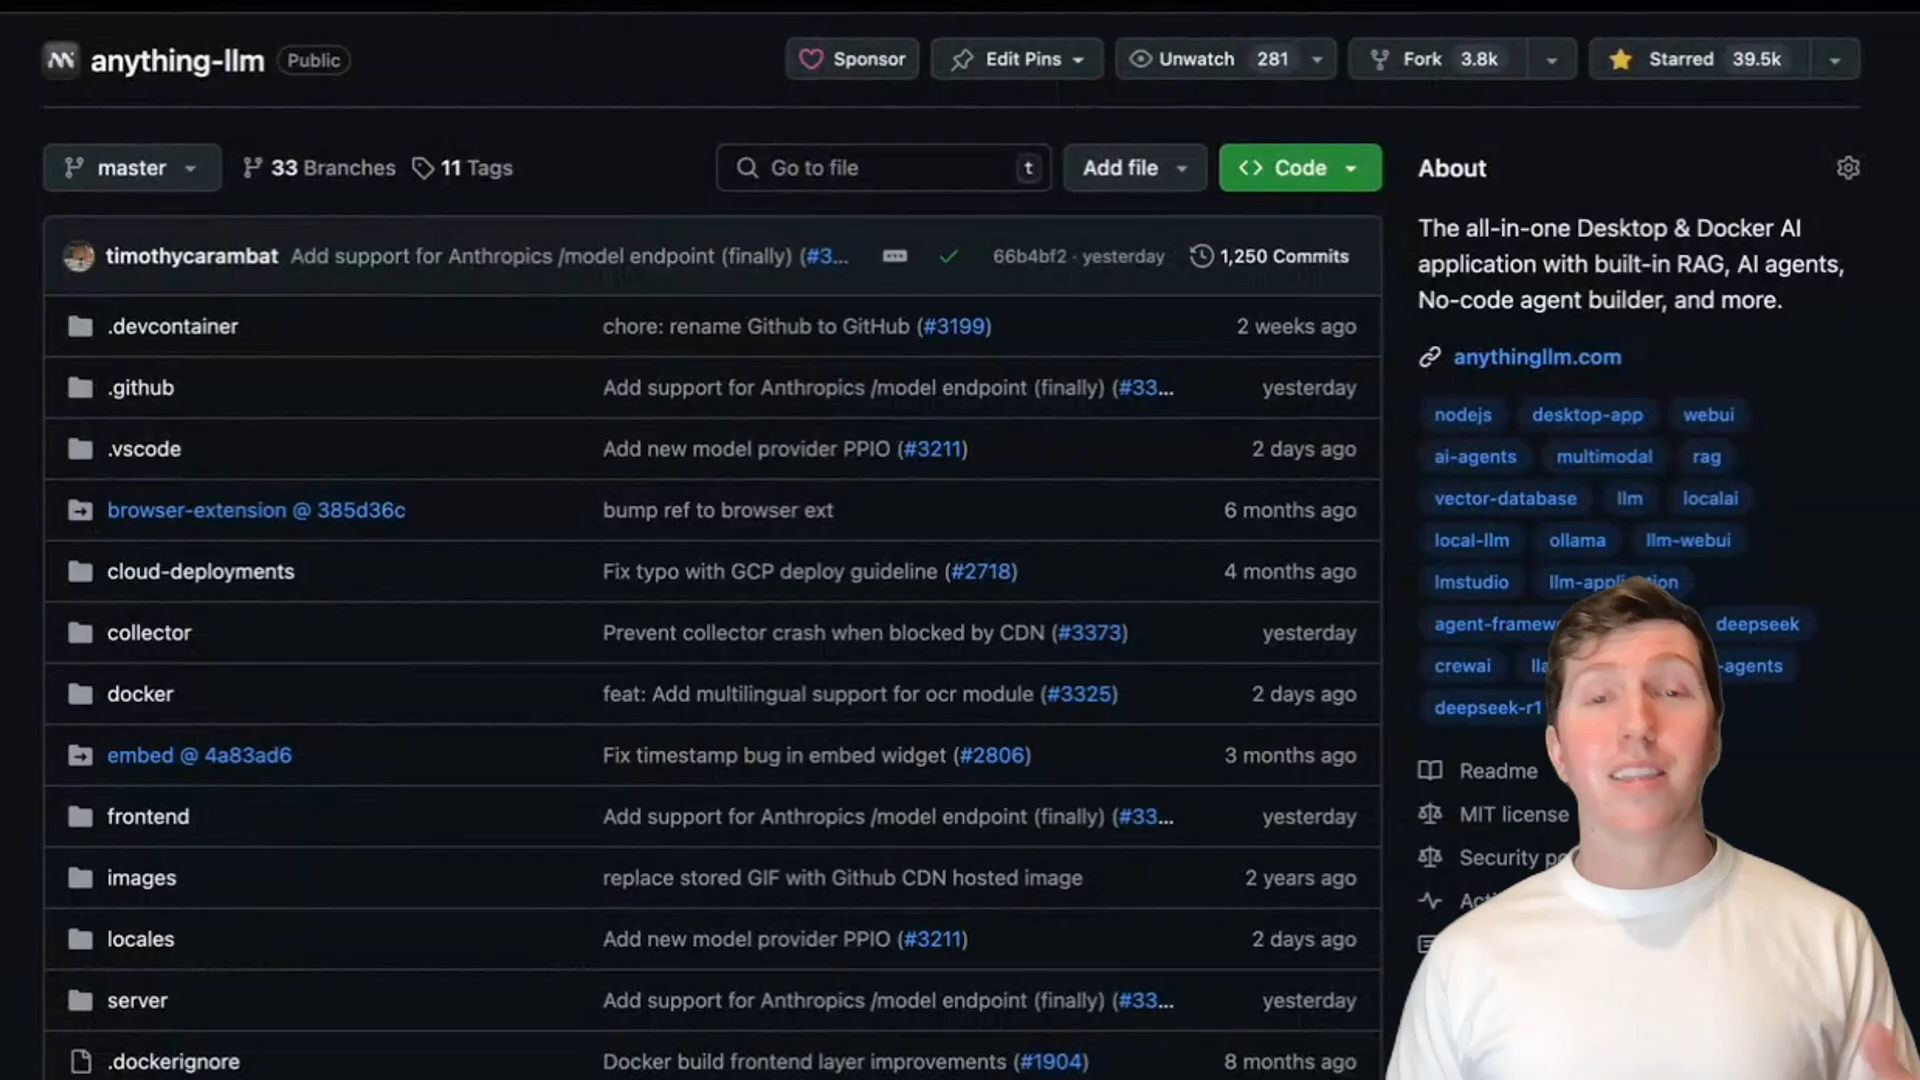 anything-llm Public Sponsor Edit Pins Unwatch 281 Fork 3.8k Starred 39.5k
master 33 Branches 11 Tags Go to file t Add file Code
timothycarambat Add support for Anthropics /model endpoint (finally) (#3... 66b4bf2 · yesterday 1,250 Commits
.devcontainer chore: rename Github to GitHub (#3199) 2 weeks ago
.github Add support for Anthropics /model endpoint (finally) (#33... yesterday
.vscode Add new model provider PPIO (#3211) 2 days ago
browser-extension @ 385d36c bump ref to browser ext 6 months ago
cloud-deployments Fix typo with GCP deploy guideline (#2718) 4 months ago
collector Prevent collector crash when blocked by CDN (#3373) yesterday
docker feat: Add multilingual support for ocr module (#3325) 2 days ago
embed @ 4a83ad6 Fix timestamp bug in embed widget (#2806) 3 months ago
frontend Add support for Anthropics /model endpoint (finally) (#33... yesterday
images replace stored GIF with Github CDN hosted image 2 years ago
locales Add new model provider PPIO (#3211) 2 days ago
server Add support for Anthropics /model endpoint (finally) (#33... yesterday
.dockerignore Docker build frontend layer improvements (#1904) 8 months ago
About
The all-in-one Desktop & Docker AI
application with built-in RAG, AI agents,
No-code agent builder, and more.
anythingllm.com
nodejs desktop-app webui
ai-agents multimodal rag
vector-database llm localai
local-llm ollama llm-webui
lmstudio
deepseek
crewai -agents
deepseek-r1
Readme
MIT license
Security